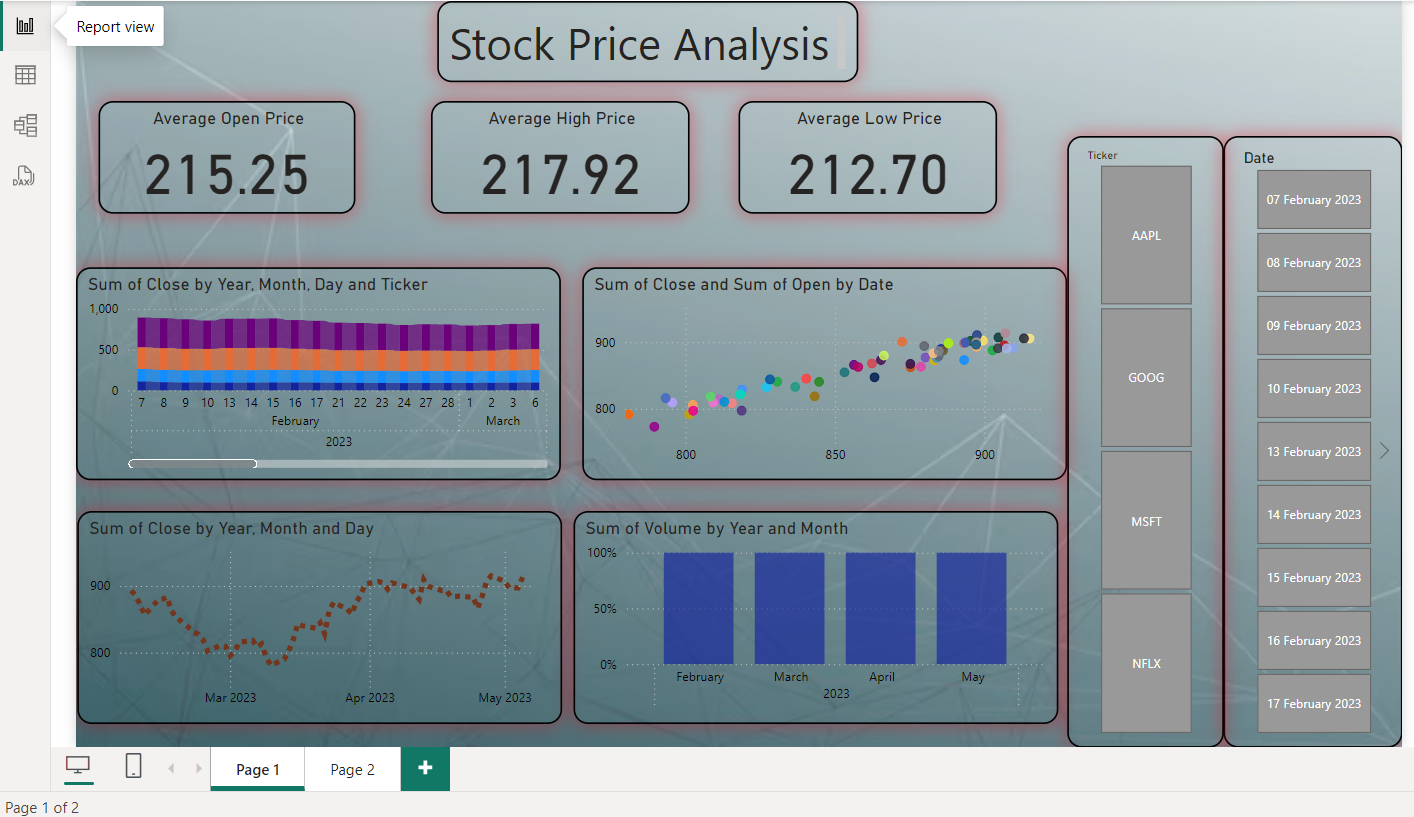 Report view
Stock Price Analysis
Average Open Price
215.25
Average High Price
217.92
Average Low Price
212.70
Sum of Close by Year, Month, Day and Ticker
1,000
500
0
7 8 9 10 13 14 15 16 17 21 22 23 24 27 28 1 2 3 6
February March
2023
Sum of Close and Sum of Open by Date
900
800
800 850 900
Sum of Close by Year, Month and Day
900
800
Mar 2023 Apr 2023 May 2023
Sum of Volume by Year and Month
100%
50%
0%
February March April May
2023
Ticker
AAPL
GOOG
MSFT
NFLX
Date
07 February 2023
08 February 2023
09 February 2023
10 February 2023
13 February 2023
14 February 2023
15 February 2023
16 February 2023
17 February 2023
DAX
Page 1
Page 2
+
Page 1 of 2